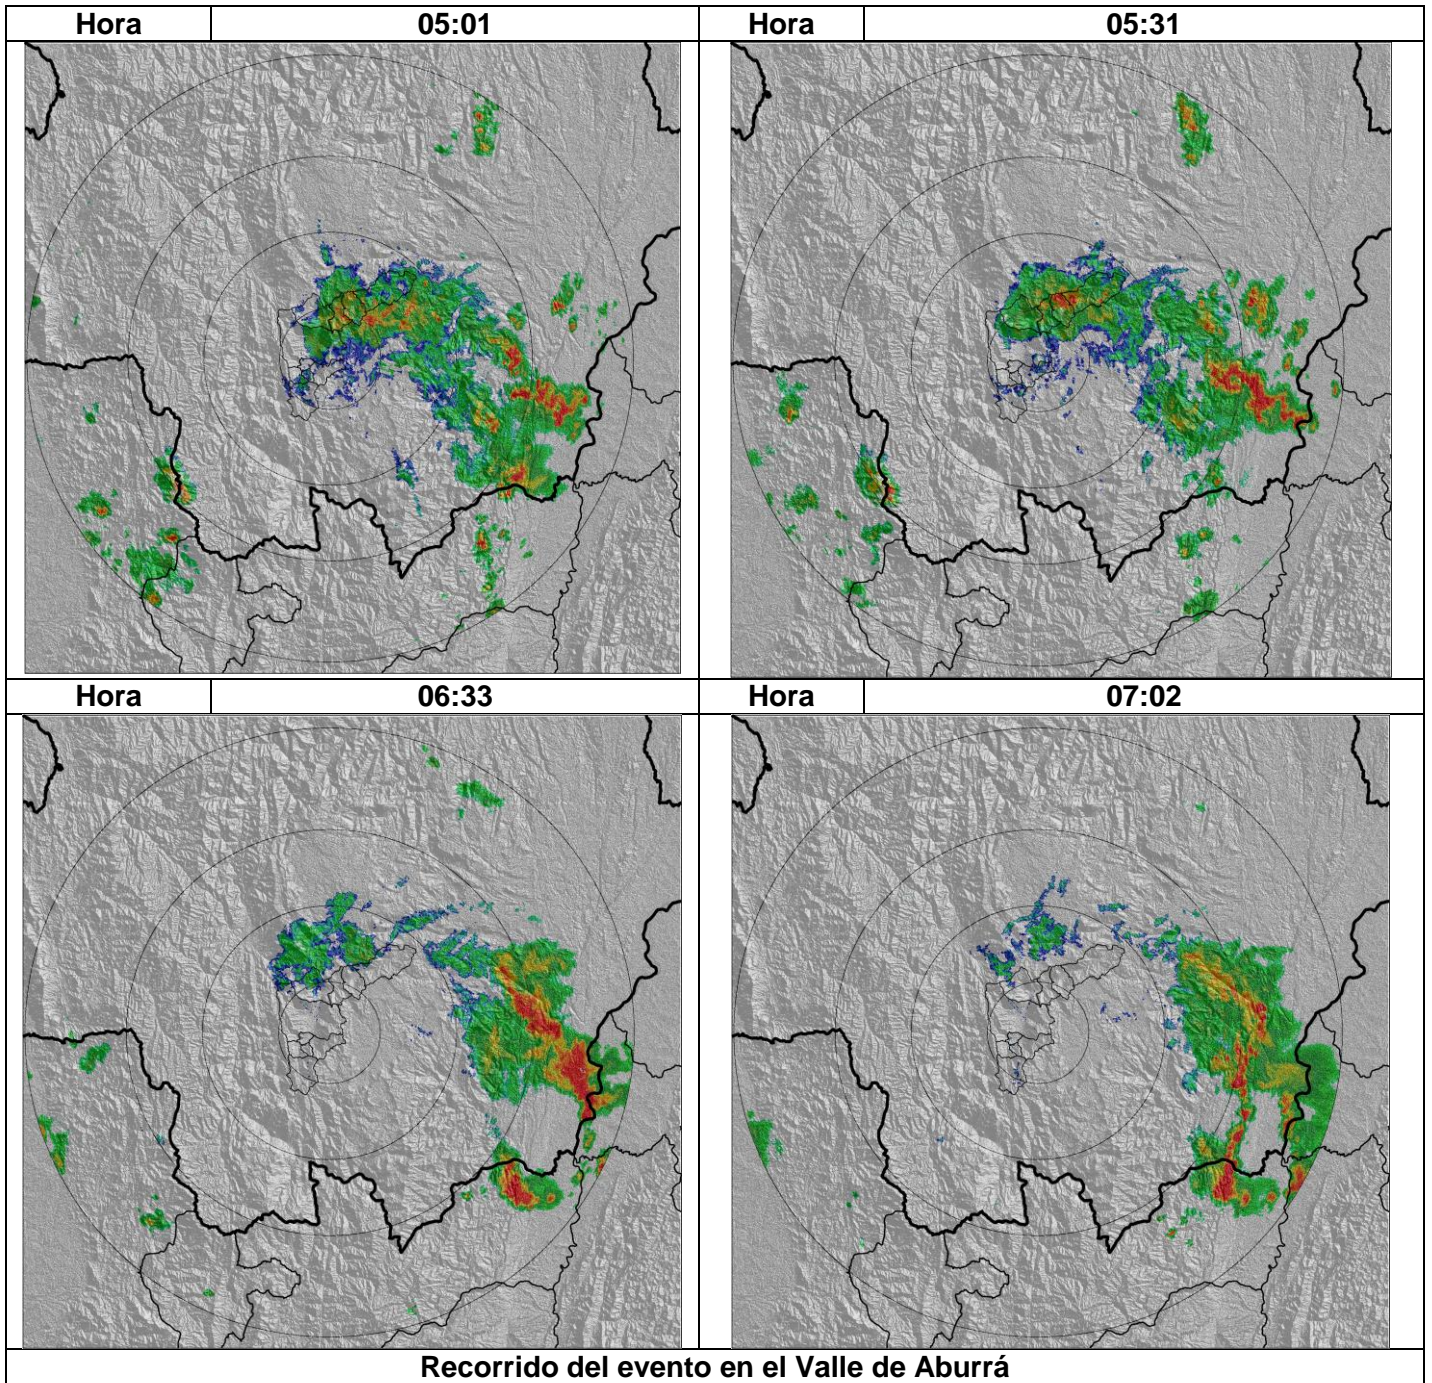 Hora 05:01 Hora 05:31
Hora 06:33 Hora 07:02
Recorrido del evento en el Valle de Aburrá